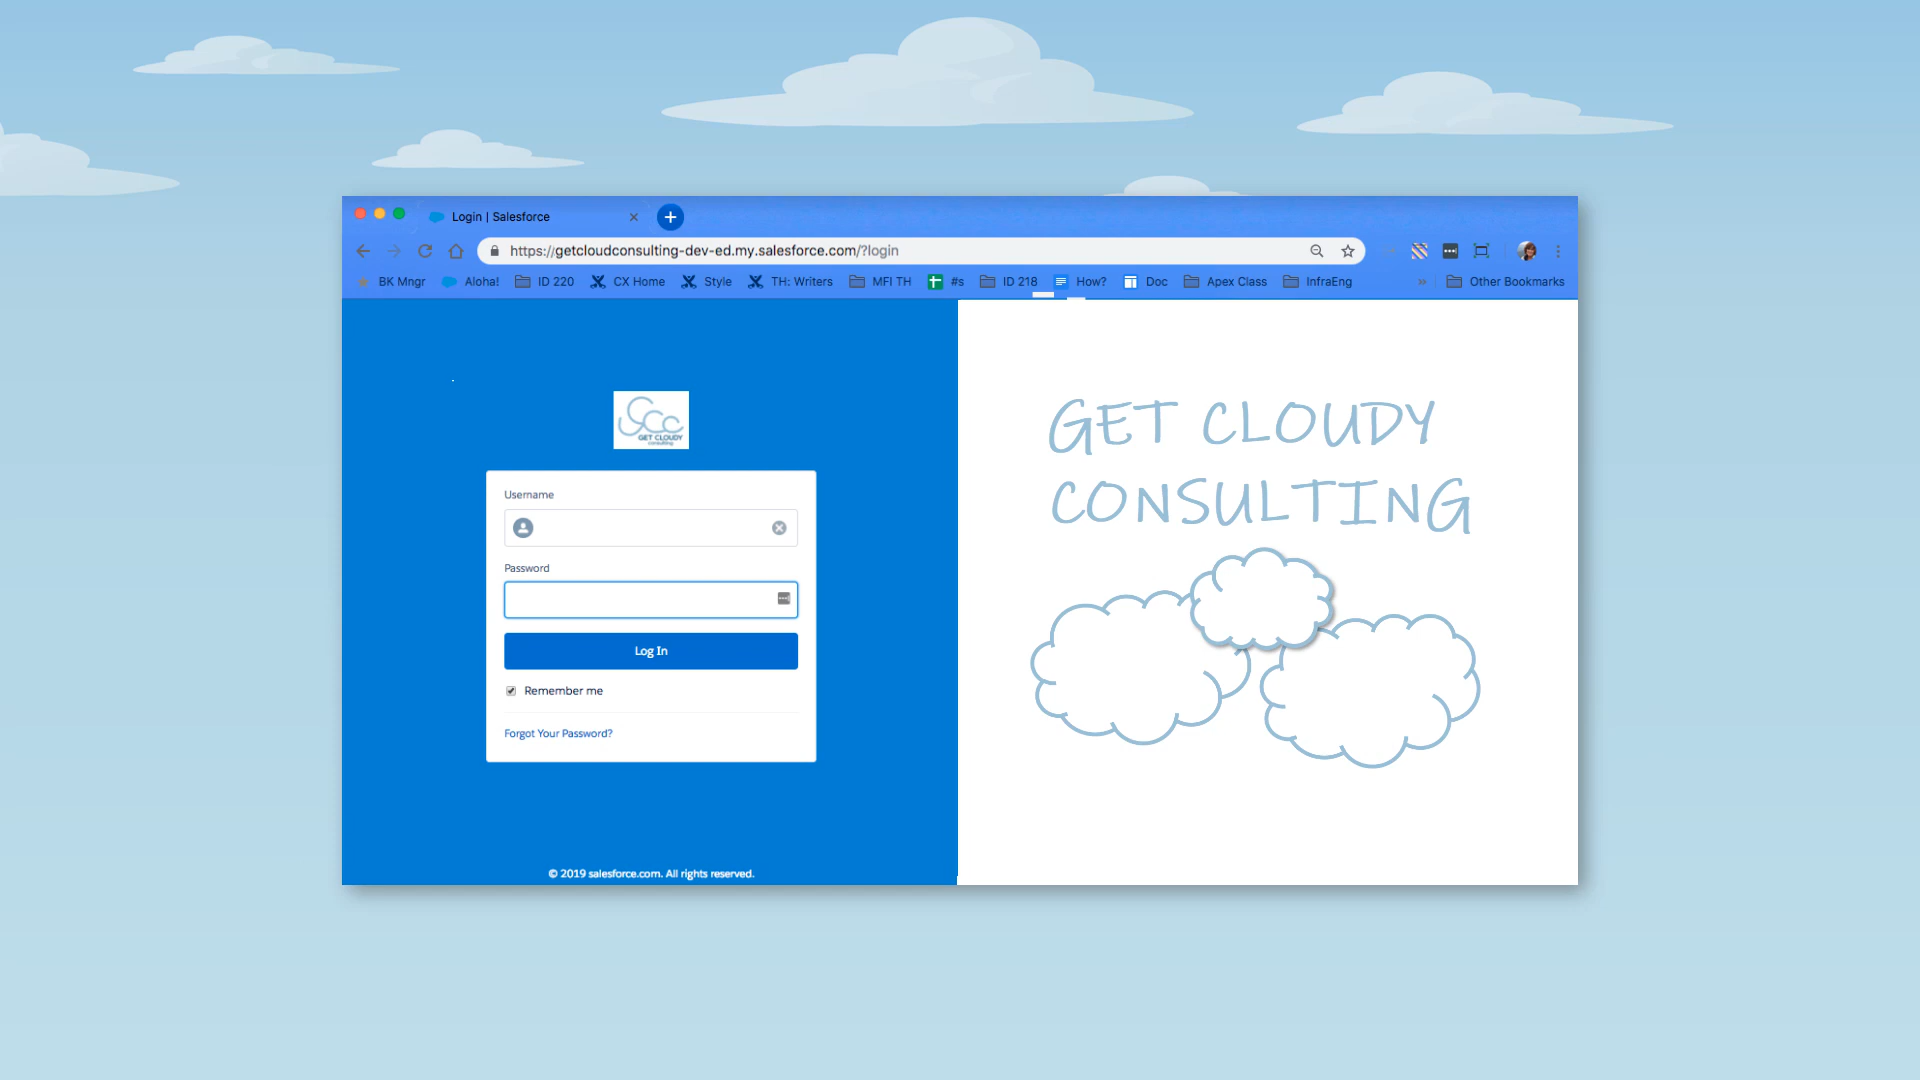 Login | Salesforce
https://getcloudconsulting-dev-ed.my.salesforce.com/?login
BK Mngr Aloha! ID 220 CX Home Style TH: Writers MFI TH #s ID 218 How? Doc Apex Class InfraEng » Other Bookmarks
GET CLOUDY
consulting
Username
Password
Log In
Remember me
Forgot Your Password?
© 2019 salesforce.com. All rights reserved.
GET CLOUDY
CONSULTING